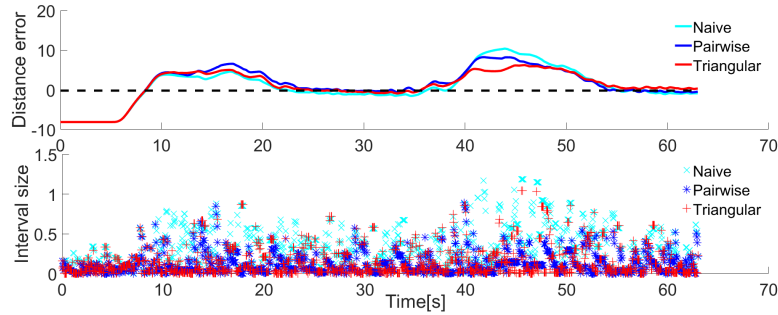 20
10
0
-10
Distance error
Naive
Pairwise
Triangular
0 10 20 30 40 50 60 70
1.5
1
0.5
0
Interval size
Naive
Pairwise
Triangular
0 10 20 30 40 50 60 70
Time[s]